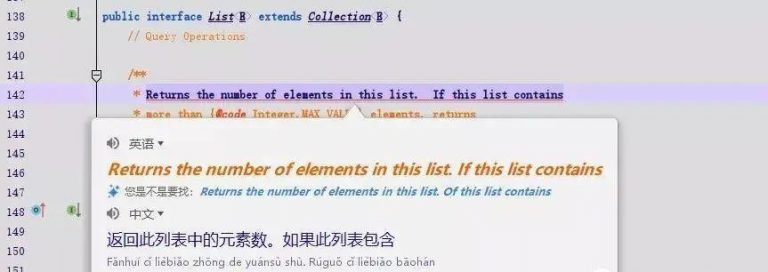 138 public interface List<E> extends Collection<E> {
139 // Query Operations
140
141 /**
142 * Returns the number of elements in this list. If this list contains
143 * more than {@code Integer.MAX_VAL elements, returns
144 英语
145 Returns the number of elements in this list. If this list contains
146
147 您是不是要找: Returns the number of elements in this list. Of this list contains
148 中文
149
150 返回此列表中的元素数。如果此列表包含
151 Fǎnhuí cǐ lièbiǎo zhōng de yuánsù shù. Rúguǒ cǐ lièbiǎo bāohán